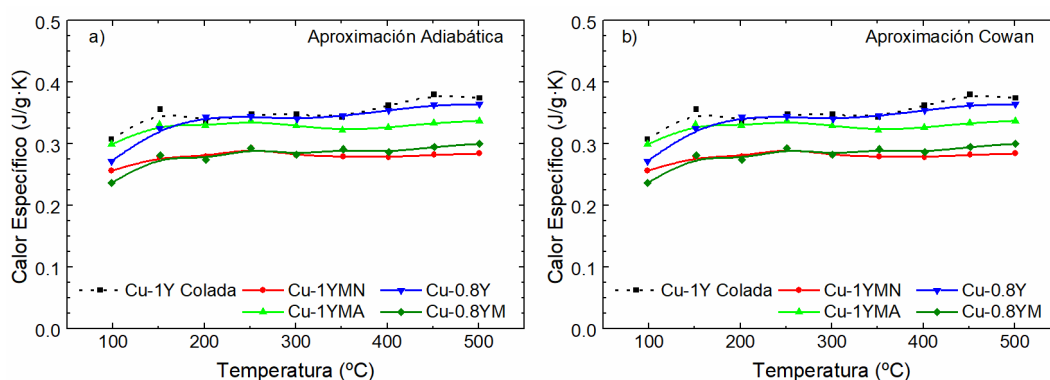 a) Aproximación Adiabática
Calor Específico (J/g·K)
0.5
0.4
0.3
0.2
0.1
0.0
Cu-1Y Colada Cu-1YMN Cu-0.8Y
Cu-1YMA Cu-0.8YM
100 200 300 400 500
Temperatura (ºC)
b) Aproximación Cowan
Calor Específico (J/g·K)
0.5
0.4
0.3
0.2
0.1
0.0
Cu-1Y Colada Cu-1YMN Cu-0.8Y
Cu-1YMA Cu-0.8YM
100 200 300 400 500
Temperatura (ºC)